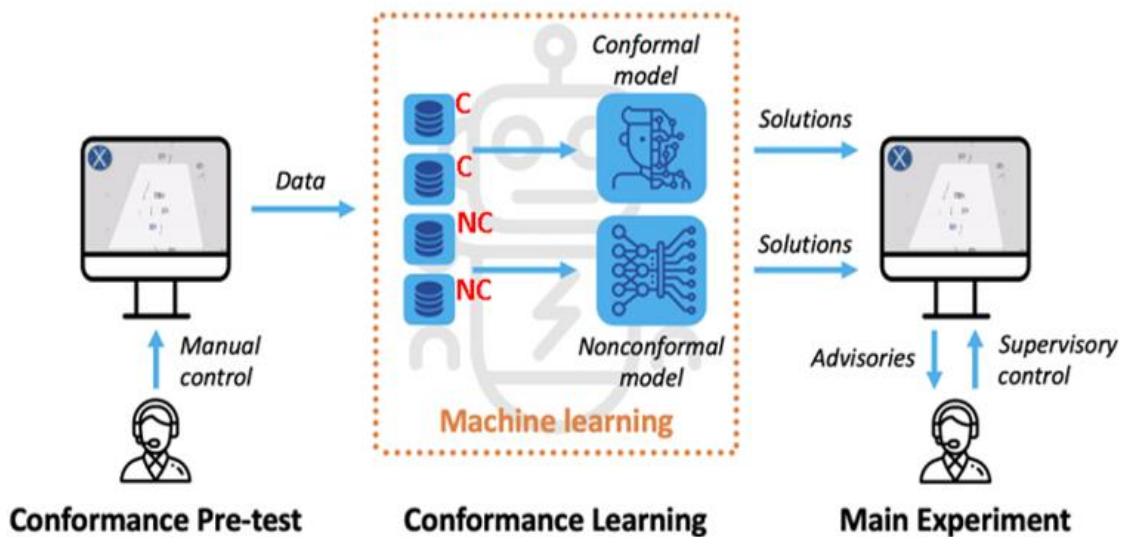 Conformal
model
C
C
NC
NC
Data
Solutions
Solutions
Manual
control
Nonconformal
model
Advisories
Supervisory
control
Machine learning
Conformance Pre-test
Conformance Learning
Main Experiment